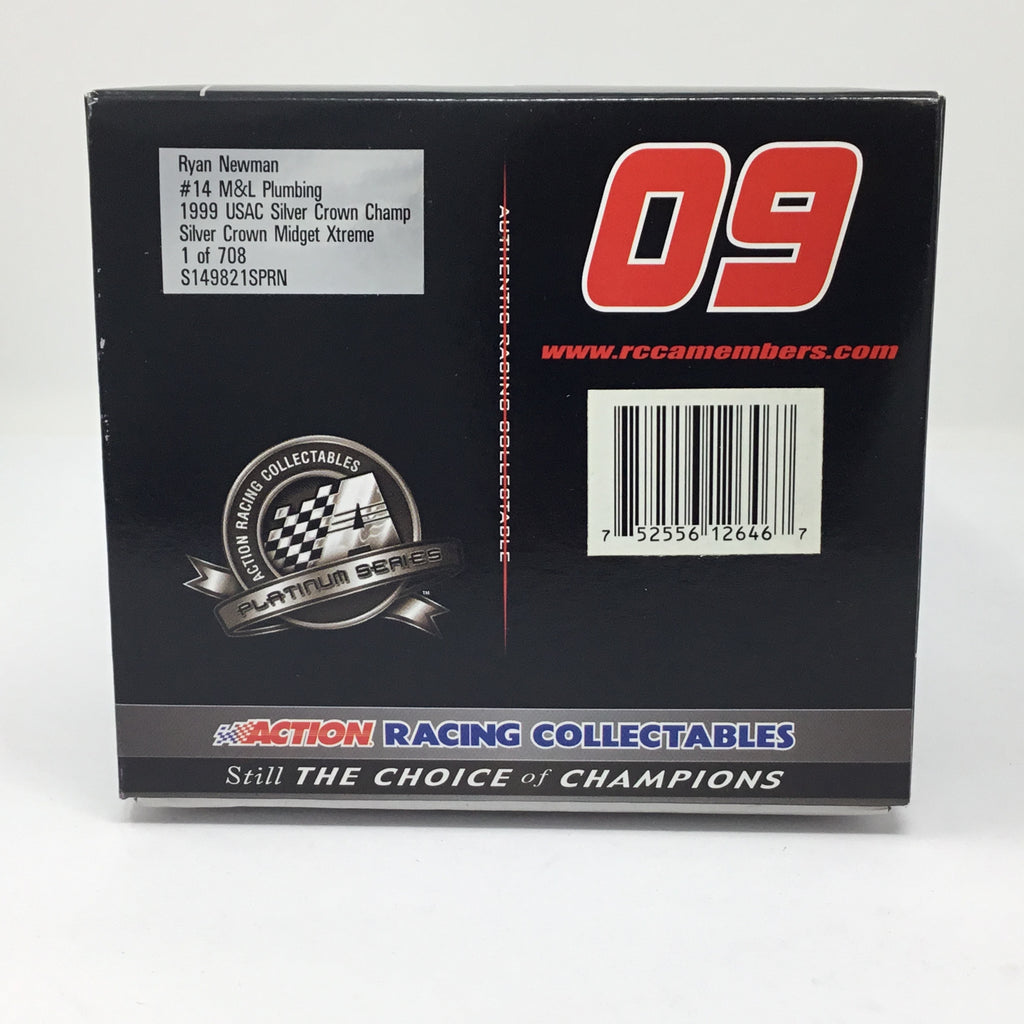 Ryan Newman
#14 M&L Plumbing
1999 USAC Silver Crown Champ
Silver Crown Midget Xtreme
1 of 708
S149821SPRN
AUTHENTIC RACING COLLECTABLE
09
www.rccamembers.com
7 52556 12646 7
ACTION RACING COLLECTABLES
A
PLATINUM SERIES™
ACTION RACING COLLECTABLES
Still THE CHOICE of CHAMPIONS